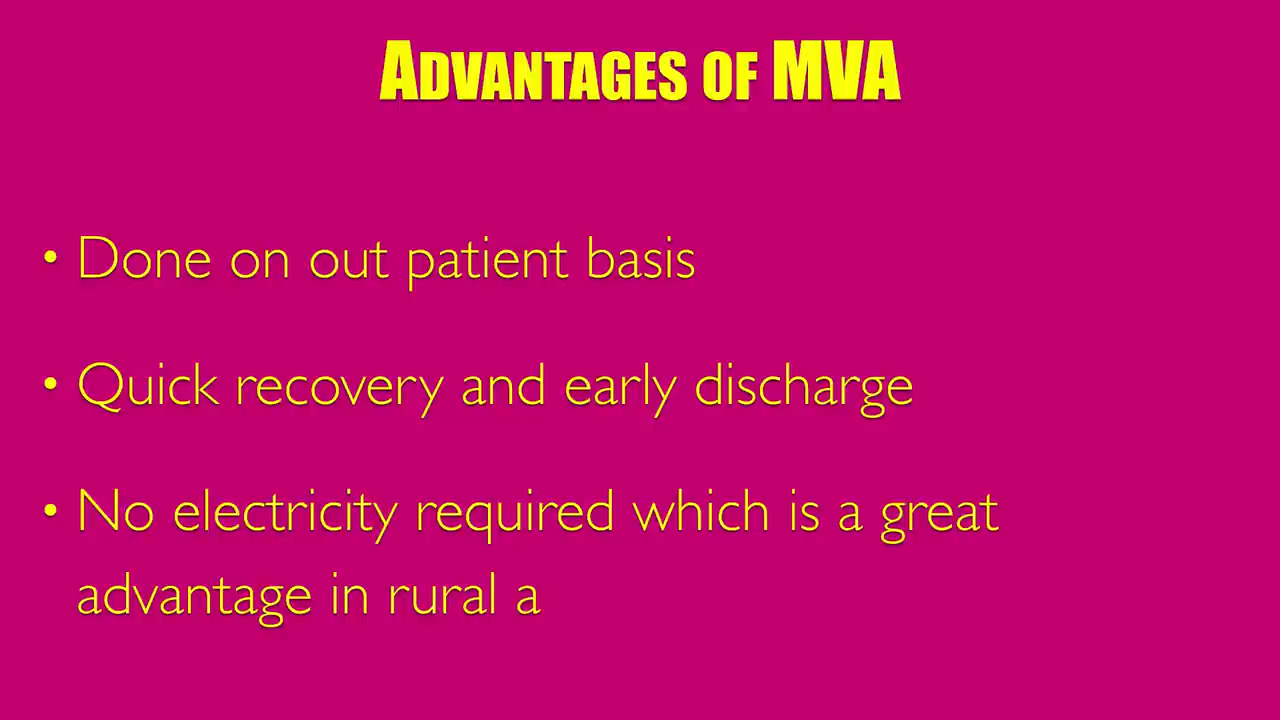 ADVANTAGES OF MVA
• Done on out patient basis
• Quick recovery and early discharge
• No electricity required which is a great
advantage in rural a